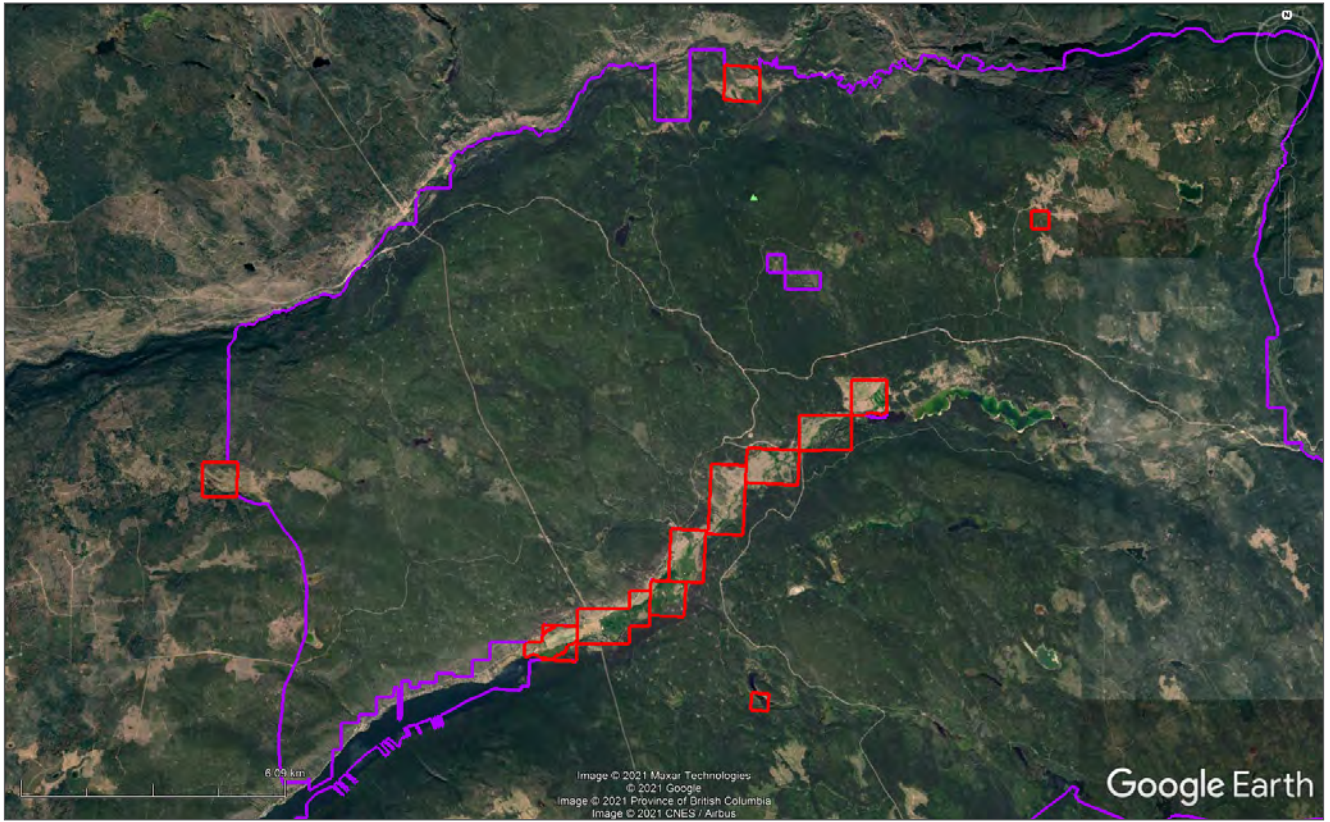 N
6.09 km
Image © 2021 Maxar Technologies
© 2021 Google
Image © 2021 Province of British Columbia
Image © 2021 CNES / Airbus
Google Earth